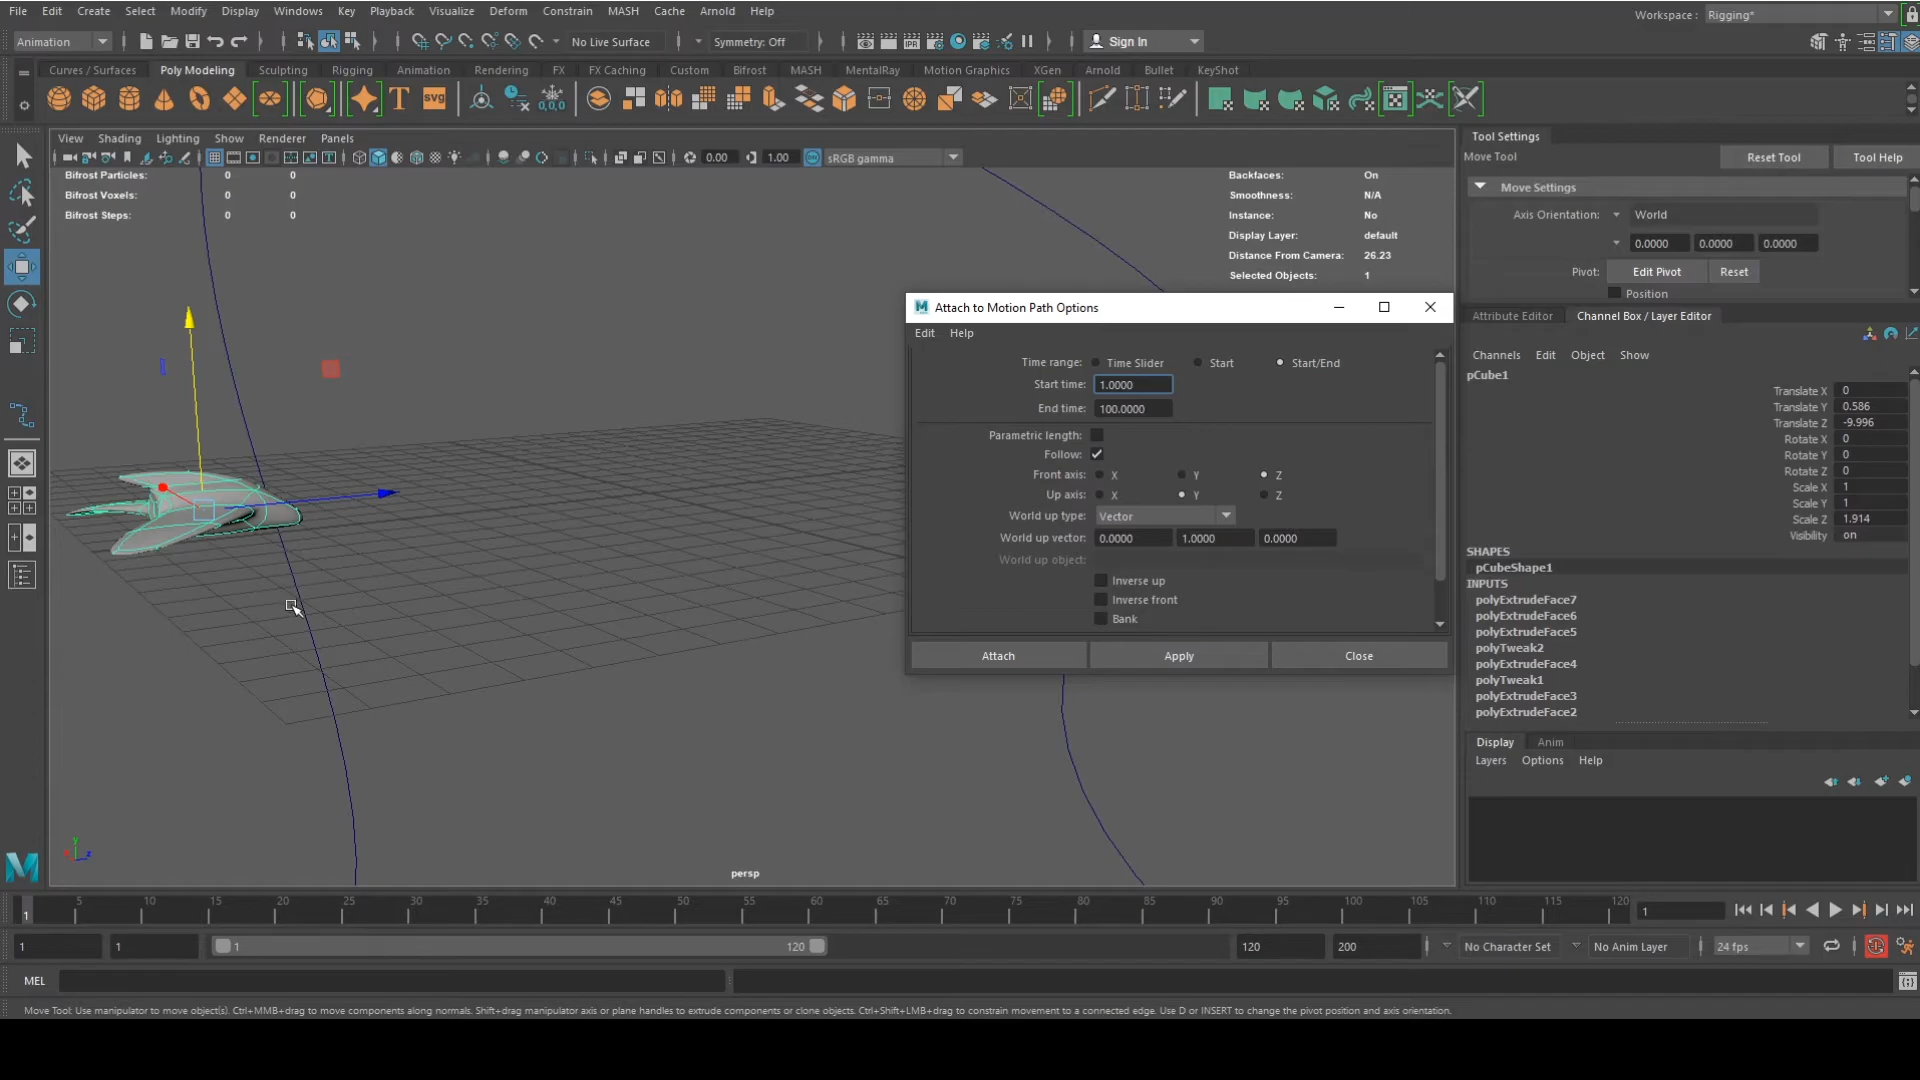 File Edit Create Select Modify Display Windows Key Playback Visualize Deform Constrain MASH Cache Arnold Help
Workspace : Rigging*
Animation
No Live Surface
Symmetry: Off
IPR
Sign In
Curves / Surfaces Poly Modeling Sculpting Rigging Animation Rendering FX FX Caching Custom Bifrost MASH MentalRay Motion Graphics XGen Arnold Bullet KeyShot
T
SVG
0,0,0
View Shading Lighting Show Renderer Panels
0.00 1.00 sRGB gamma
Bifrost Particles: 0 0
Bifrost Voxels: 0 0
Bifrost Steps: 0 0
Backfaces: On
Smoothness: N/A
Instance: No
Display Layer: default
Distance From Camera: 26.23
Selected Objects: 1
Tool Settings
Move Tool Reset Tool Tool Help
Move Settings
Axis Orientation: World
0.0000 0.0000 0.0000
Pivot: Edit Pivot Reset
Position
Attribute Editor Channel Box / Layer Editor
Channels Edit Object Show
pCube1
Translate X 0
Translate Y 0.586
Translate Z -9.996
Rotate X 0
Rotate Y 0
Rotate Z 0
Scale X 1
Scale Y 1
Scale Z 1.914
Visibility on
SHAPES
pCubeShape1
INPUTS
polyExtrudeFace7
polyExtrudeFace6
polyExtrudeFace5
polyTweak2
polyExtrudeFace4
polyTweak1
polyExtrudeFace3
polyExtrudeFace2
Display Anim
Layers Options Help
Attach to Motion Path Options
Edit Help
Time range: Time Slider Start Start/End
Start time: 1.0000
End time: 100.0000
Parametric length:
Follow:
Front axis: X Y Z
Up axis: X Y Z
World up type: Vector
World up vector: 0.0000 1.0000 0.0000
World up object:
Inverse up
Inverse front
Bank
Attach Apply Close
y
z
persp
1 5 10 15 20 25 30 35 40 45 50 55 60 65 70 75 80 85 90 95 100 105 110 115 120
1
1 1 1 120 120 200 No Character Set No Anim Layer 24 fps
MEL
Move Tool: Use manipulator to move object(s). Ctrl+MMB+drag to move components along normals. Shift+drag manipulator axis or plane handles to extrude components or clone objects. Ctrl+Shift+LMB+drag to constrain movement to a connected edge. Use D or INSERT to change the pivot position and axis orientation.